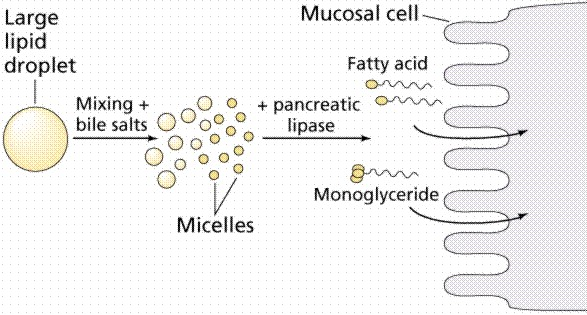 Large
lipid
droplet
Mixing +
bile salts
Micelles
+ pancreatic
lipase
Mucosal cell
Fatty acid
Monoglyceride